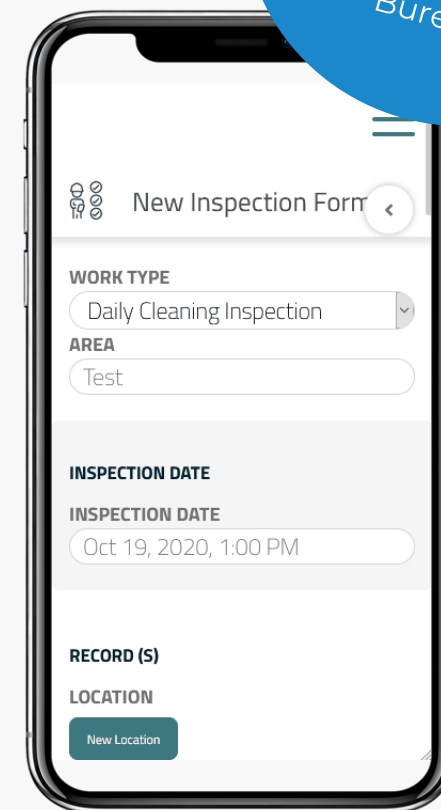 New Inspection Form
WORK TYPE
Daily Cleaning Inspection
AREA
Test
INSPECTION DATE
INSPECTION DATE
Oct 19, 2020, 1:00 PM
RECORD (S)
LOCATION
New Location